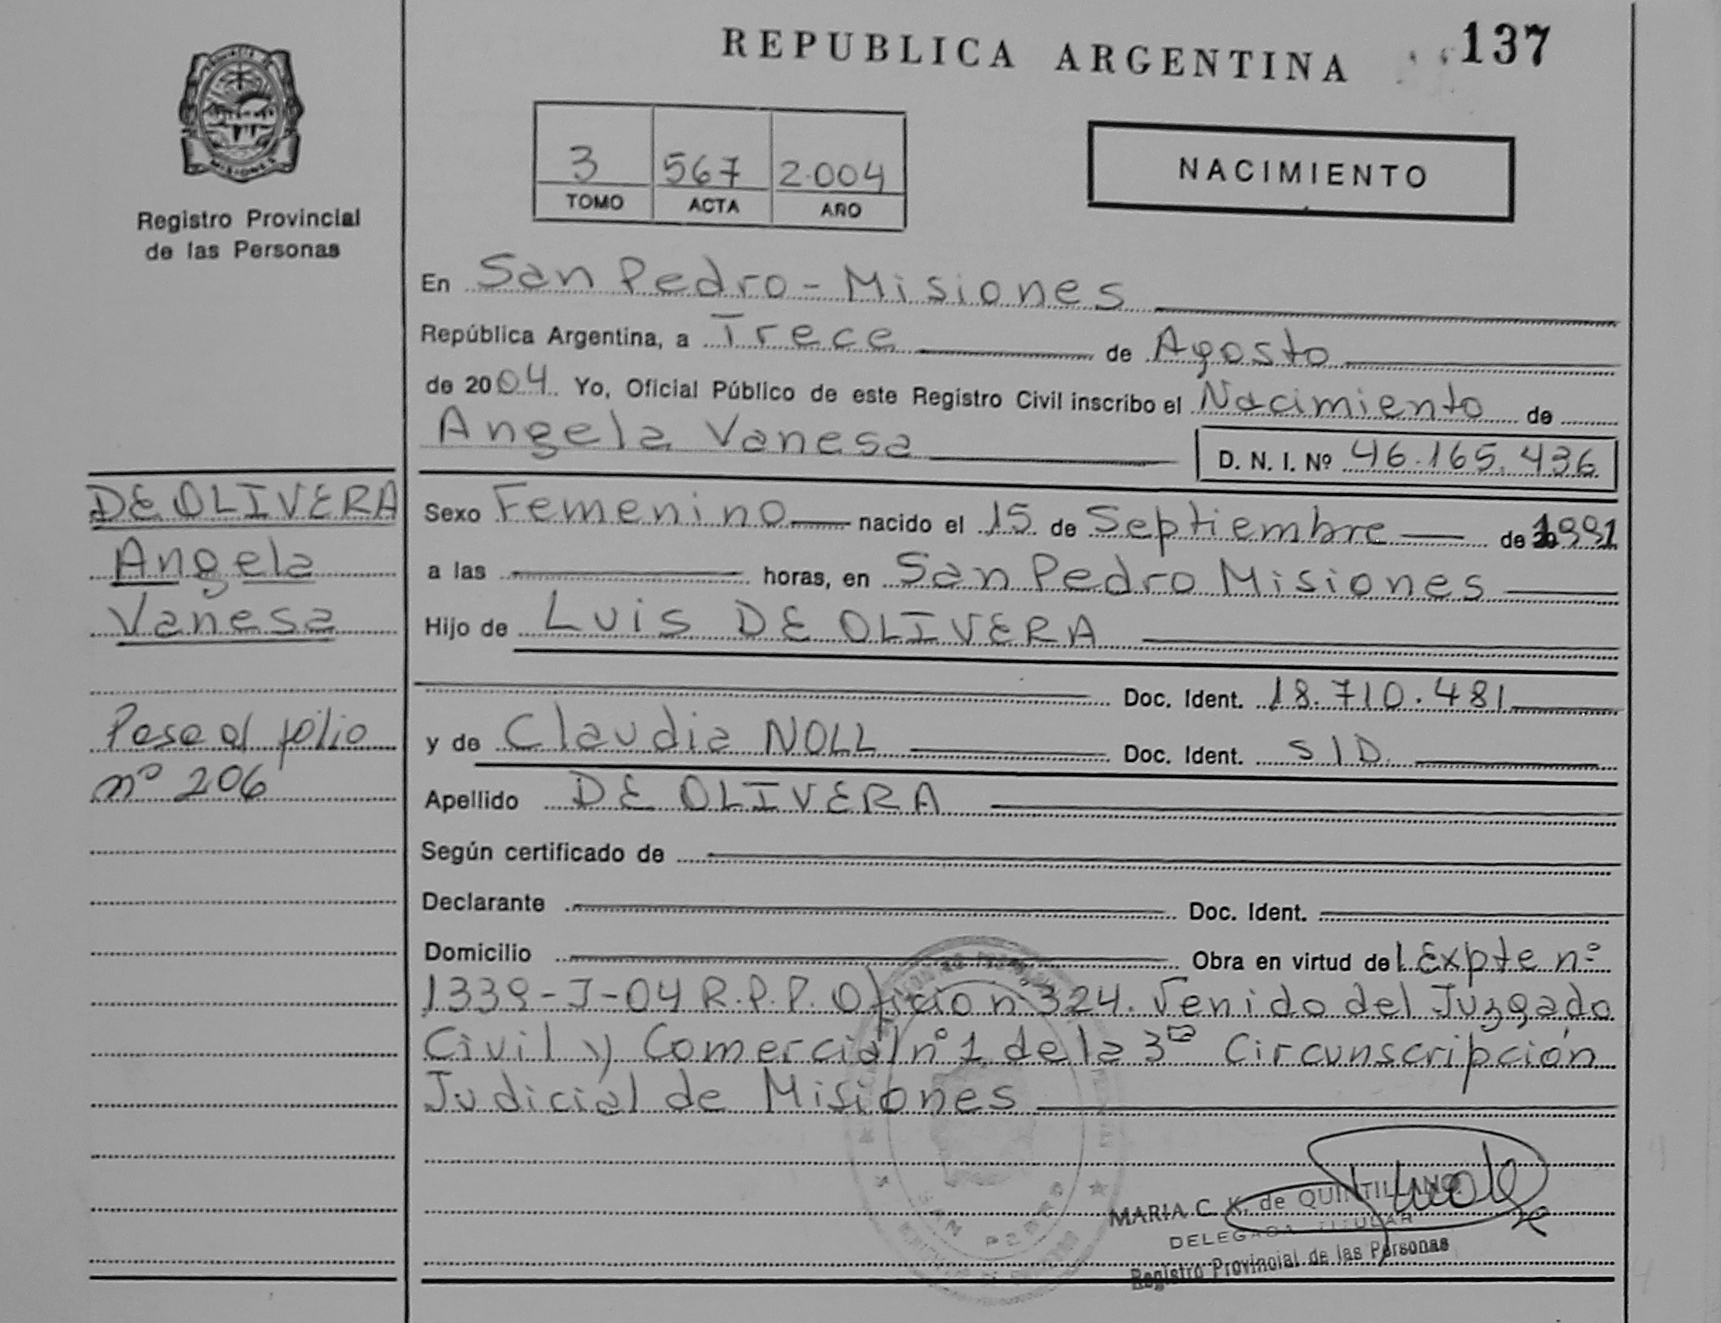 REPUBLICA ARGENTINA 137
3 567 2.004
TOMO ACTA AÑO
NACIMIENTO
MISIONES
Registro Provincial
de las Personas
En San Pedro - Misiones
República Argentina, a Trece de Agosto
de 2004. Yo, Oficial Público de este Registro Civil inscribo el Nacimiento de
Angela Vanesa D. N. I. Nº 46.165.436
DE OLIVERA
Angela
Vanesa
Pase al folio
nº 206
Sexo Femenino nacido el 15 de Septiembre de 1991
a las horas, en San Pedro Misiones
Hijo de Luis DE OLIVERA
Doc. Ident. 18.710.481
y de Claudia NOLL Doc. Ident. S/D.
Apellido DE OLIVERA
Según certificado de
Declarante Doc. Ident.
Domicilio Obra en virtud del Expte nº
1339-J-04 R.P.P. Oficio nº 324. Venido del Juzgado
Civil y Comercial nº 1 de la 3ra Circunscripción
Judicial de Misiones
SAN PEDRO
MARIA C. K. de QUINTILLANO
DELEGADA TITULAR
Registro Provincial de las Personas